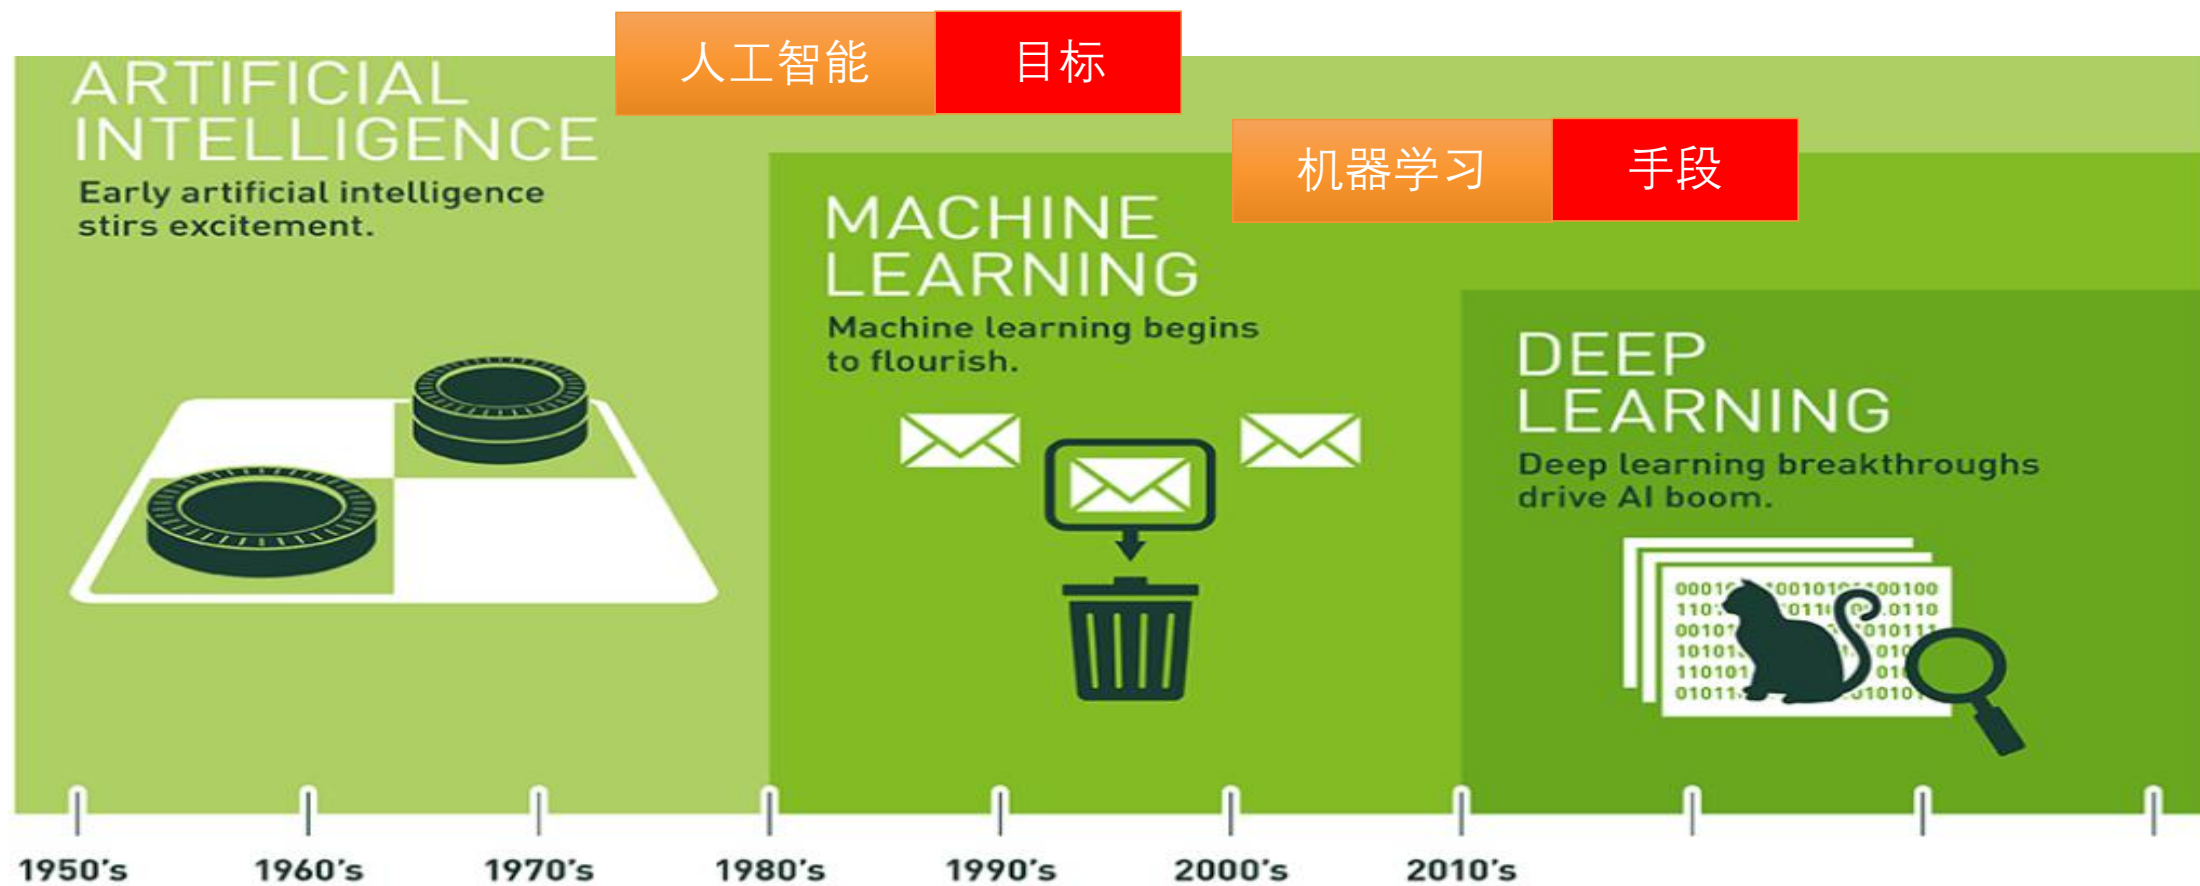 人工智能 目标
ARTIFICIAL
INTELLIGENCE
Early artificial intelligence
stirs excitement.
机器学习 手段
MACHINE
LEARNING
Machine learning begins
to flourish.
DEEP
LEARNING
Deep learning breakthroughs
drive AI boom.
1950's 1960's 1970's 1980's 1990's 2000's 2010's